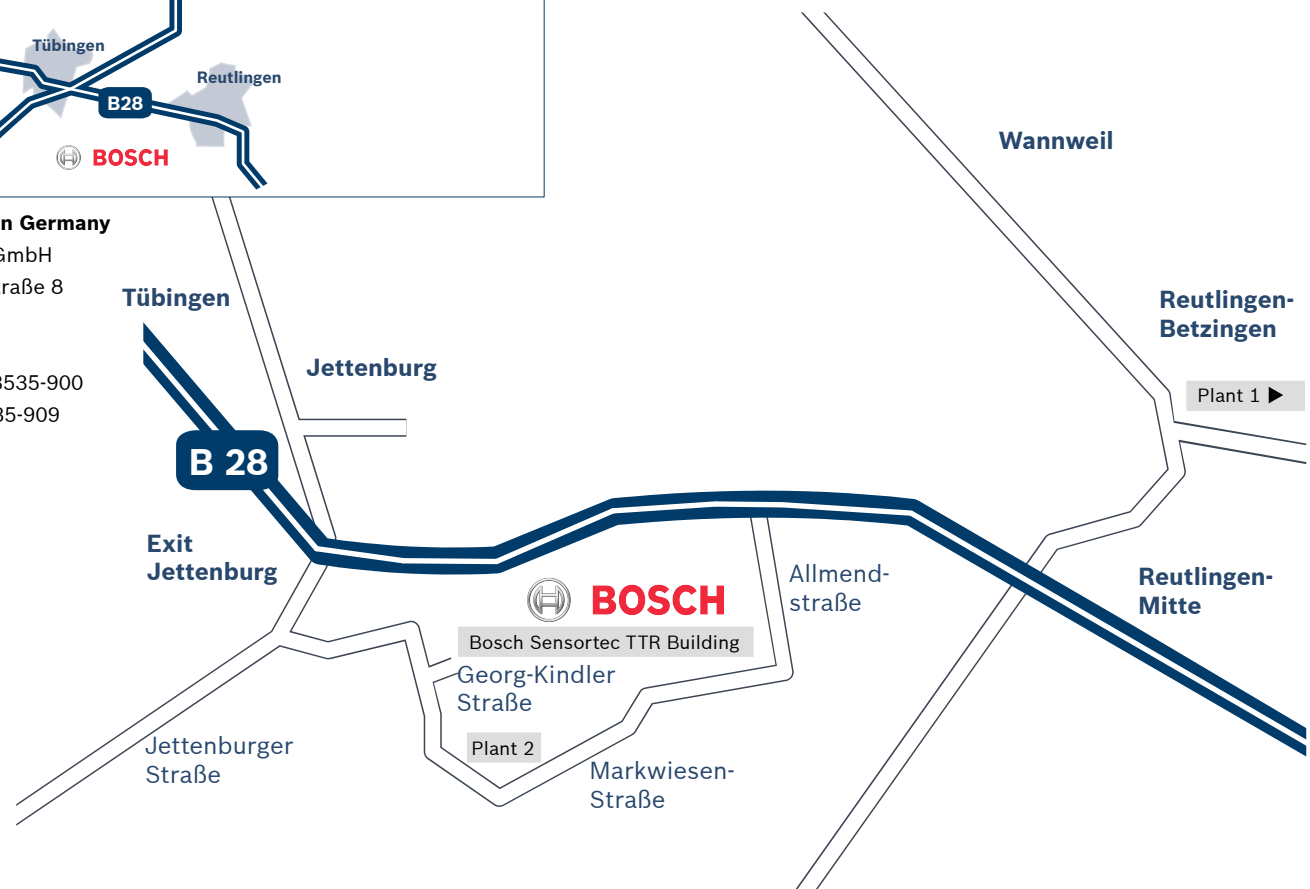 Tübingen
Reutlingen
B28
BOSCH
n Germany
GmbH
raße 8
3535-900
35-909
Wannweil
Reutlingen-
Betzingen
Plant 1
Tübingen
Jettenburg
B 28
Exit
Jettenburg
BOSCH
Bosch Sensortec TTR Building
Allmend-
straße
Reutlingen-
Mitte
Georg-Kindler
Straße
Plant 2
Jettenburger
Straße
Markwiesen-
Straße